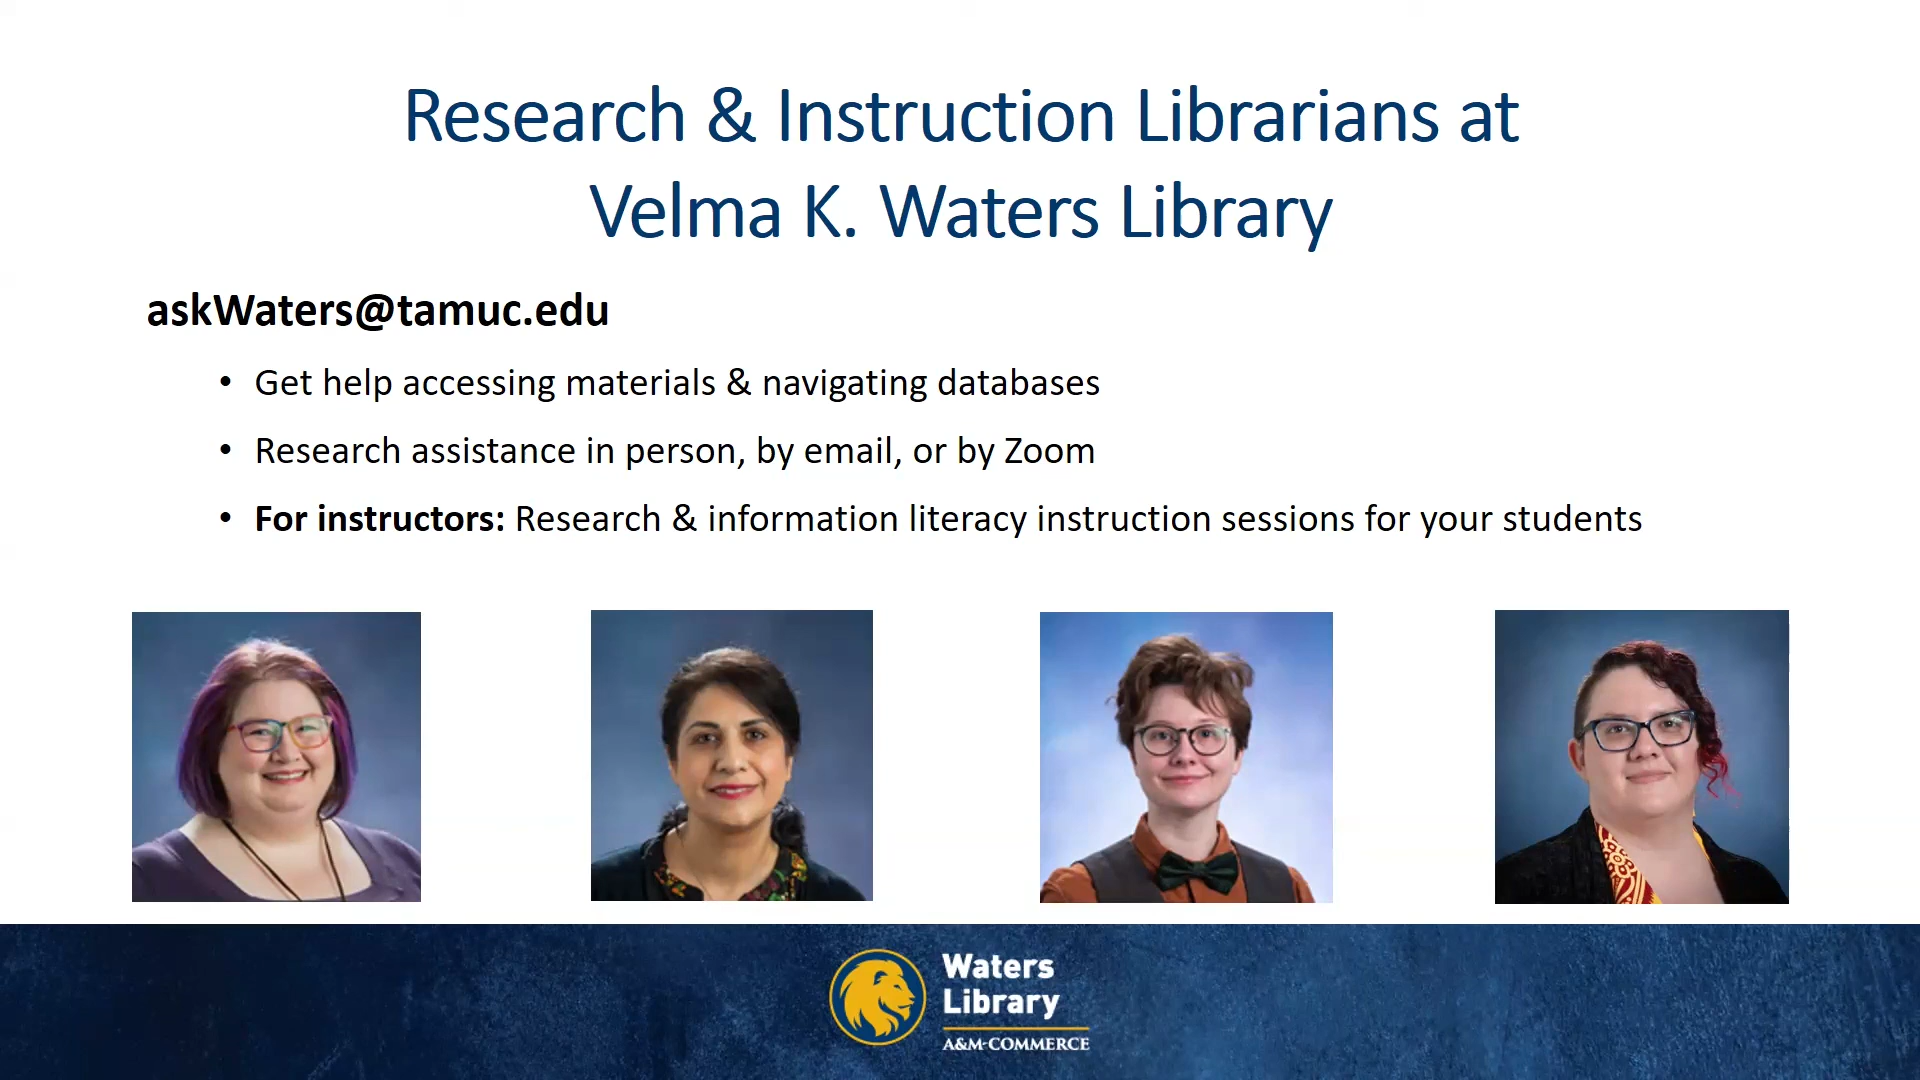 Research & Instruction Librarians at
Velma K. Waters Library
askWaters@tamuc.edu
• Get help accessing materials & navigating databases
• Research assistance in person, by email, or by Zoom
• For instructors: Research & information literacy instruction sessions for your students
Waters
Library
A&M-COMMERCE